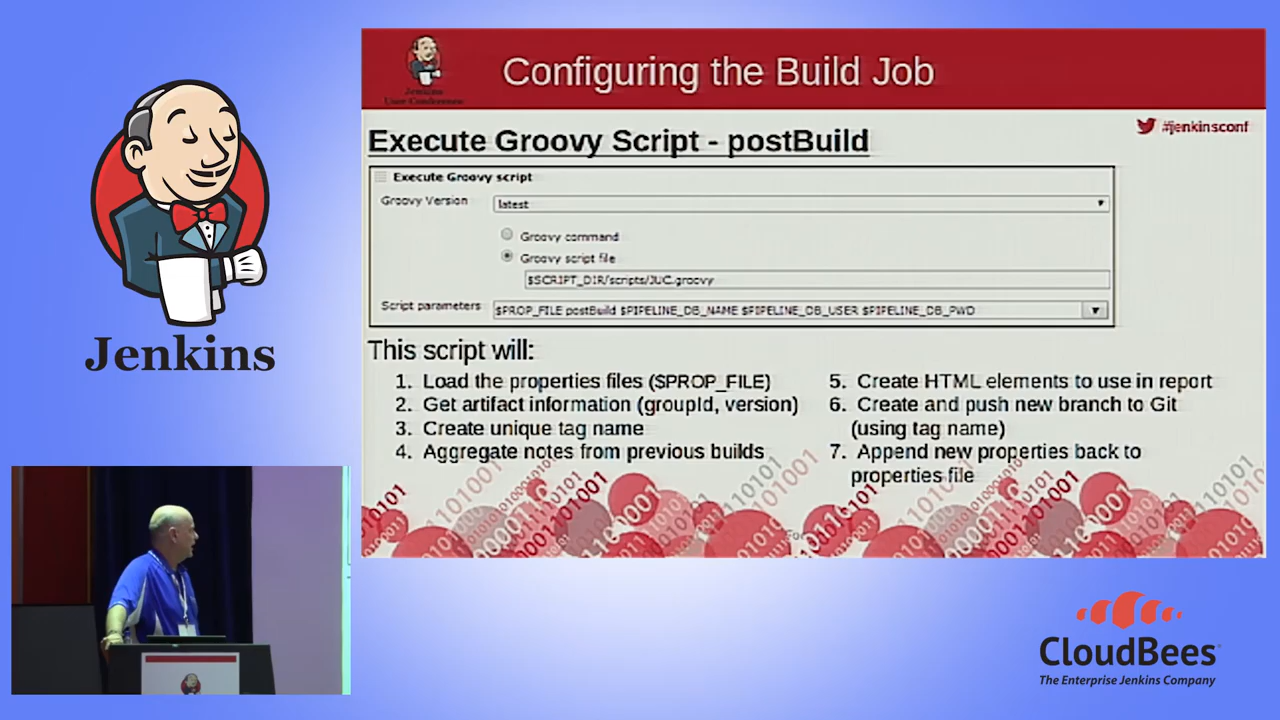 Jenkins
Jenkins
User Conference
Configuring the Build Job
#jenkinsconf
Execute Groovy Script - postBuild
Execute Groovy script
Groovy Version
latest
Groovy command
Groovy script file
$SCRIPT_DIR/scripts/JUC.groovy
Script parameters
$PROP_FILE postBuild $PIPELINE_DB_NAME $PIPELINE_DB_USER $PIPELINE_DB_PWD
This script will:
1. Load the properties files ($PROP_FILE)
2. Get artifact information (groupId, version)
3. Create unique tag name
4. Aggregate notes from previous builds
5. Create HTML elements to use in report
6. Create and push new branch to Git
(using tag name)
7. Append new properties back to
properties file
CloudBees
The Enterprise Jenkins Company